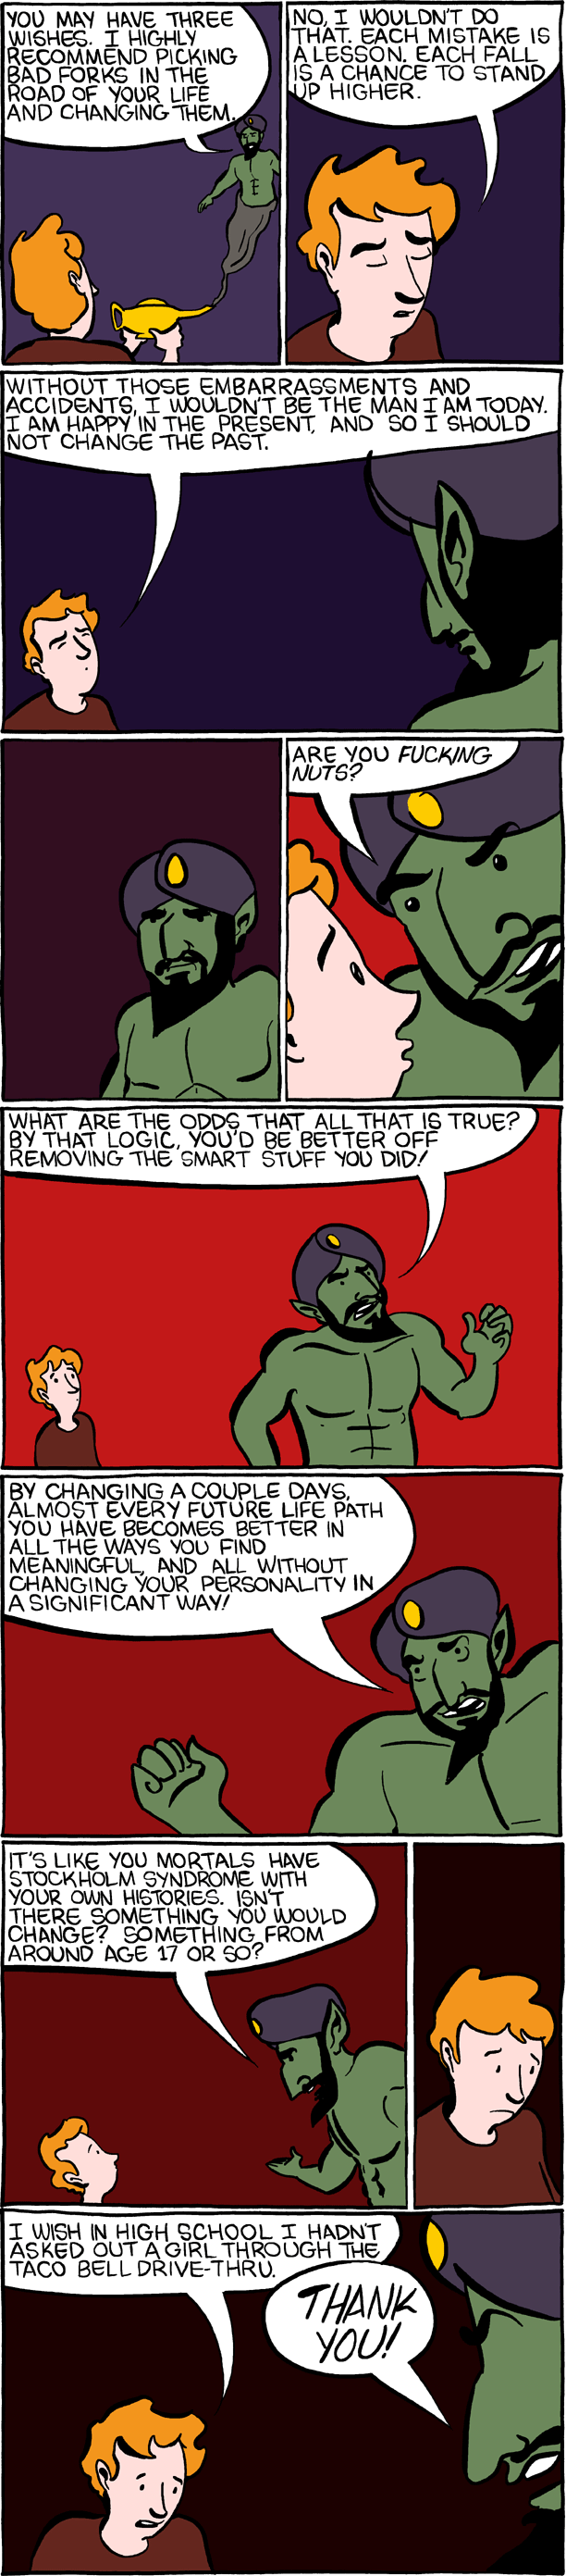 YOU MAY HAVE THREE
WISHES. I HIGHLY
RECOMMEND PICKING
BAD FORKS IN THE
ROAD OF YOUR LIFE
AND CHANGING THEM.
NO, I WOULDN'T DO
THAT. EACH MISTAKE IS
A LESSON. EACH FALL
IS A CHANCE TO STAND
UP HIGHER.
WITHOUT THOSE EMBARRASSMENTS AND
ACCIDENTS, I WOULDN'T BE THE MAN I AM TODAY.
I AM HAPPY IN THE PRESENT, AND SO I SHOULD
NOT CHANGE THE PAST.
ARE YOU FUCKING
NUTS?
WHAT ARE THE ODDS THAT ALL THAT IS TRUE?
BY THAT LOGIC, YOU'D BE BETTER OFF
REMOVING THE SMART STUFF YOU DID!
BY CHANGING A COUPLE DAYS,
ALMOST EVERY FUTURE LIFE PATH
YOU HAVE BECOMES BETTER IN
ALL THE WAYS YOU FIND
MEANINGFUL, AND ALL WITHOUT
CHANGING YOUR PERSONALITY IN
A SIGNIFICANT WAY!
IT'S LIKE YOU MORTALS HAVE
STOCKHOLM SYNDROME WITH
YOUR OWN HISTORIES. ISN'T
THERE SOMETHING YOU WOULD
CHANGE? SOMETHING FROM
AROUND AGE 17 OR SO?
I WISH IN HIGH SCHOOL I HADN'T
ASKED OUT A GIRL THROUGH THE
TACO BELL DRIVE-THRU.
THANK
YOU!